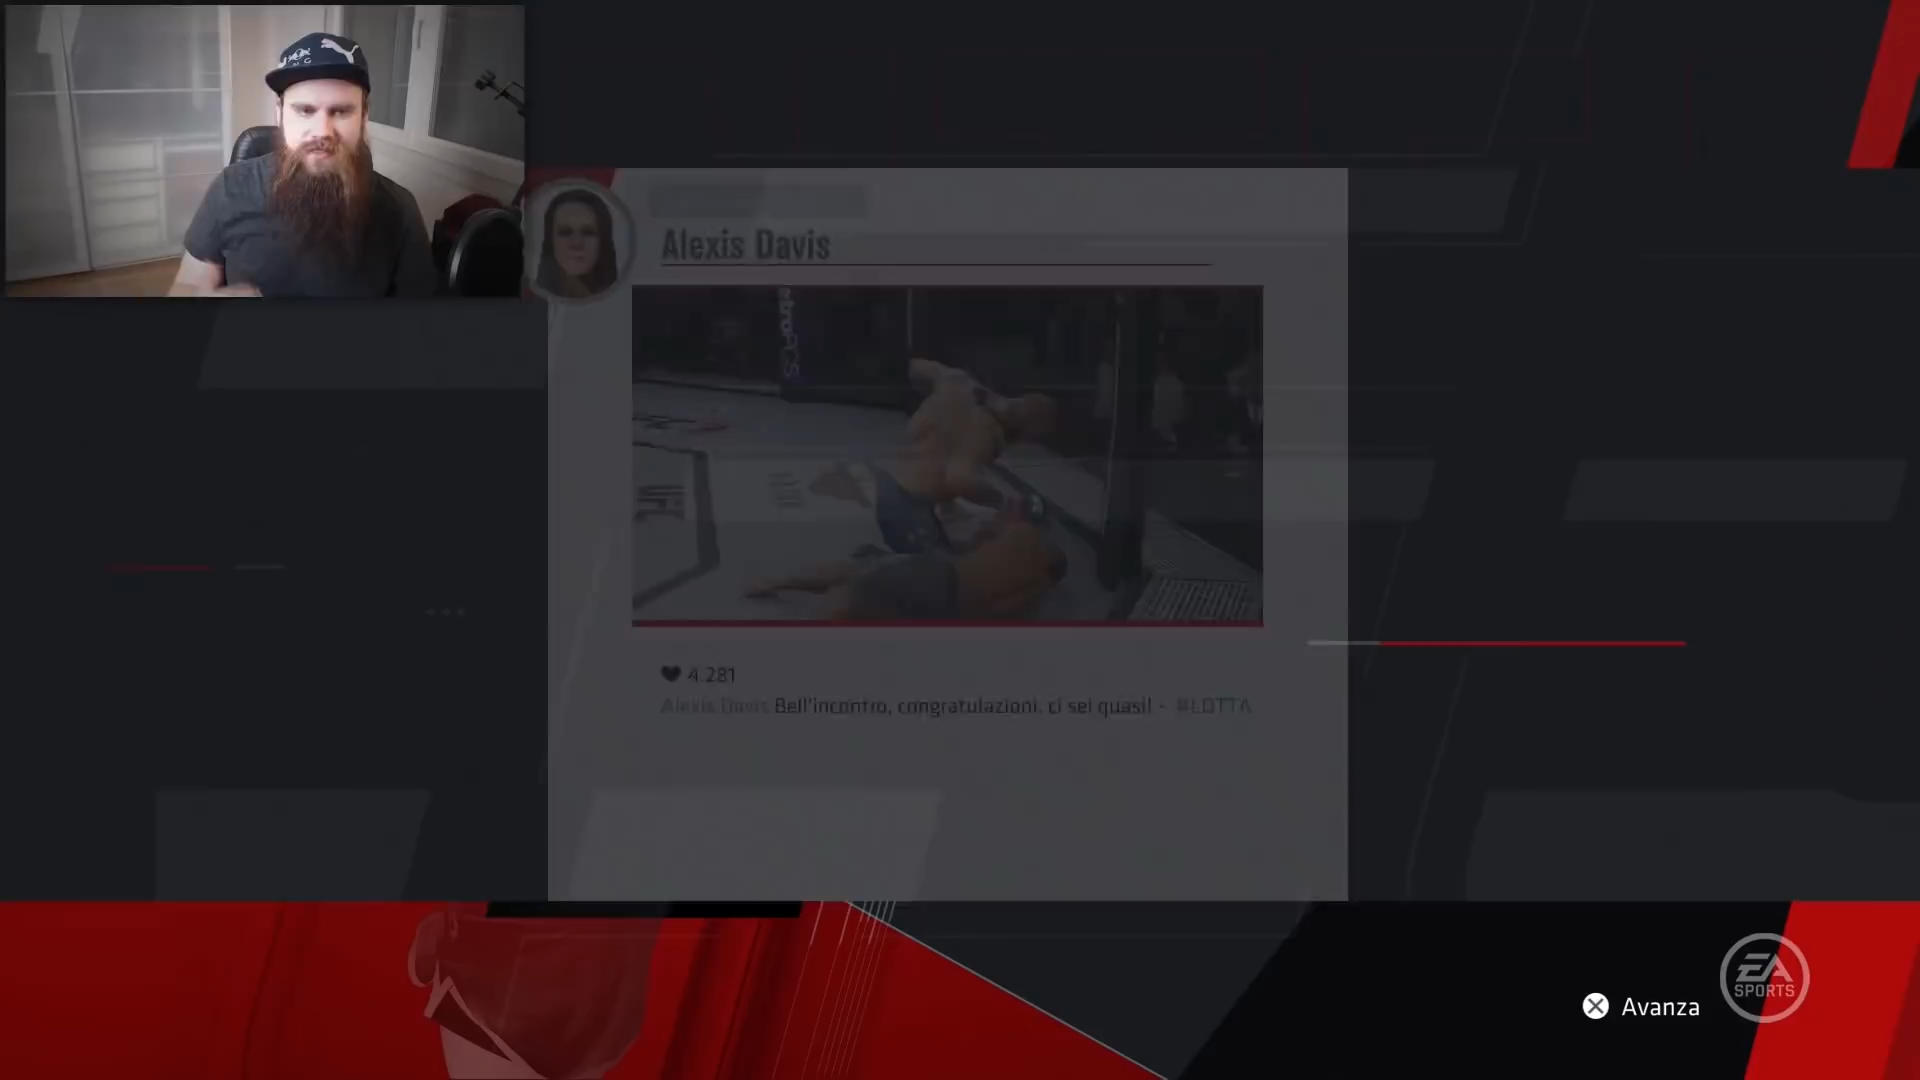 Alexis Davis
4.281
Alexis Davis Bell'incontro, congratulazioni, ci sei quasi! - #LOTTA
Avanza
EA
SPORTS